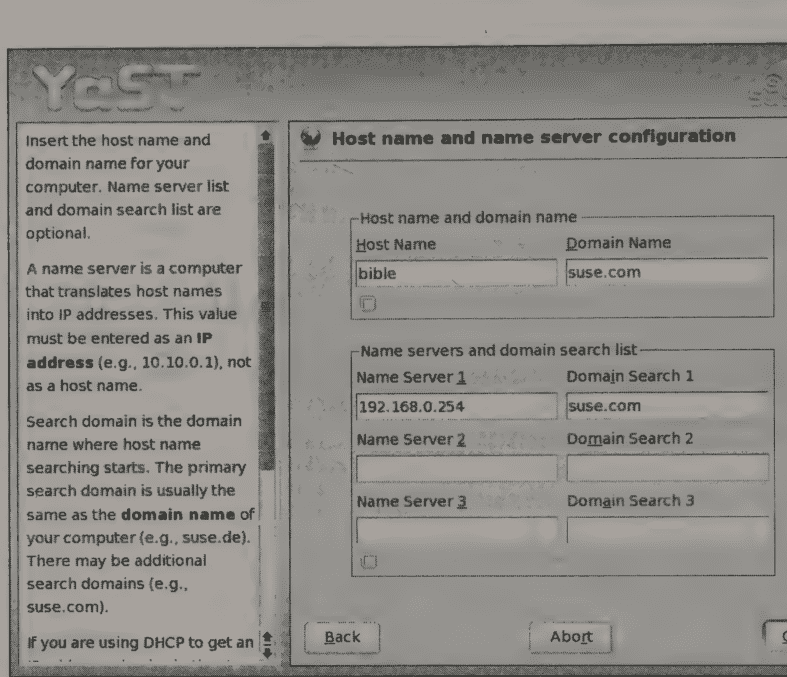 YaST
Insert the host name and
domain name for your
computer. Name server list
and domain search list are
optional.
A name server is a computer
that translates host names
into IP addresses. This value
must be entered as an IP
address (e.g., 10.10.0.1), not
as a host name.
Search domain is the domain
name where host name
searching starts. The primary
search domain is usually the
same as the domain name of
your computer (e.g., suse.de).
There may be additional
search domains (e.g.,
suse.com).
If you are using DHCP to get an
Host name and name server configuration
Host name and domain name
Host Name Domain Name
bible suse.com
Name servers and domain search list
Name Server 1 Domain Search 1
192.168.0.254 suse.com
Name Server 2 Domain Search 2
Name Server 3 Domain Search 3
Back Abort